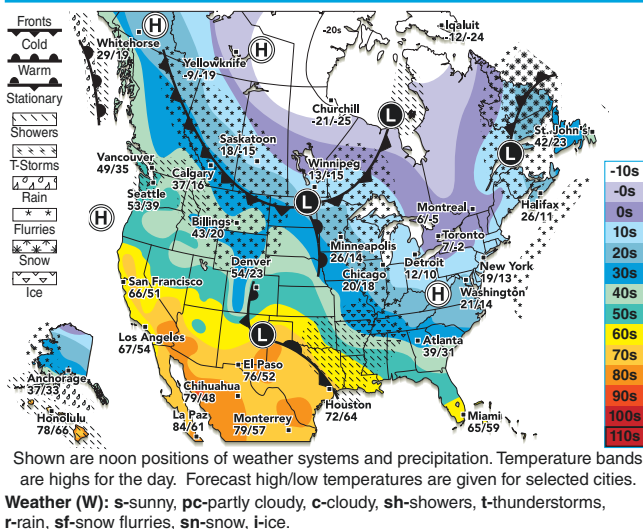 Fronts
Cold
Warm
Stationary
Showers
T-Storms
Rain
Flurries
Snow
Ice
H
Whitehorse
29/19
Yellowknife
-9/-19
H
-20s
Iqaluit
-12/-24
Churchill
-21/-25
L
St. John's
42/23
L
Saskatoon
18/-15
Vancouver
49/35
Calgary
37/16
Winnipeg
13/-15
L
Seattle
53/39
H
Billings
43/20
Montreal
6/-5
Halifax
26/11
Toronto
7/-2
Minneapolis
26/14
Detroit
12/10
New York
19/13
Denver
54/23
Chicago
20/18
H
Washington
21/14
San Francisco
66/51
L
Los Angeles
67/54
Atlanta
39/31
El Paso
76/52
Anchorage
37/33
Chihuahua
79/48
Houston
72/64
Honolulu
78/66
La Paz
84/61
Monterrey
79/57
Miami
65/59
-10s
-0s
0s
10s
20s
30s
40s
50s
60s
70s
80s
90s
100s
110s
Shown are noon positions of weather systems and precipitation. Temperature bands
are highs for the day. Forecast high/low temperatures are given for selected cities.
Weather (W): s-sunny, pc-partly cloudy, c-cloudy, sh-showers, t-thunderstorms,
r-rain, sf-snow flurries, sn-snow, i-ice.